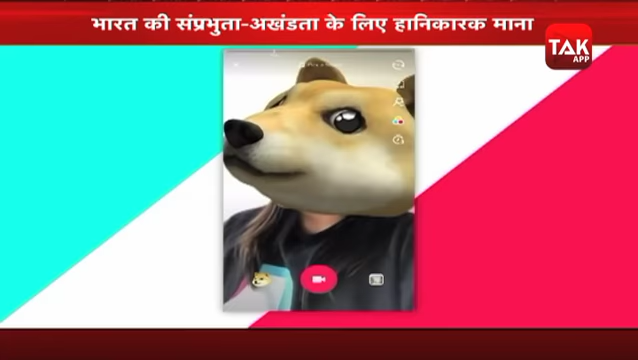 भारत की संप्रभुता-अखंडता के लिए हानिकारक माना
TAK
APP